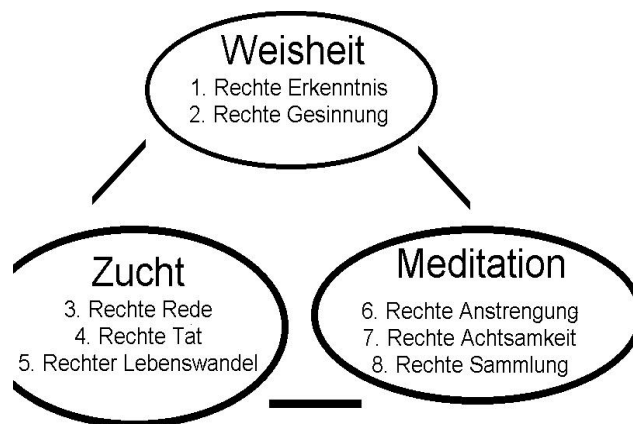 Weisheit
1. Rechte Erkenntnis
2. Rechte Gesinnung
Zucht
3. Rechte Rede
4. Rechte Tat
5. Rechter Lebenswandel
Meditation
6. Rechte Anstrengung
7. Rechte Achtsamkeit
8. Rechte Sammlung